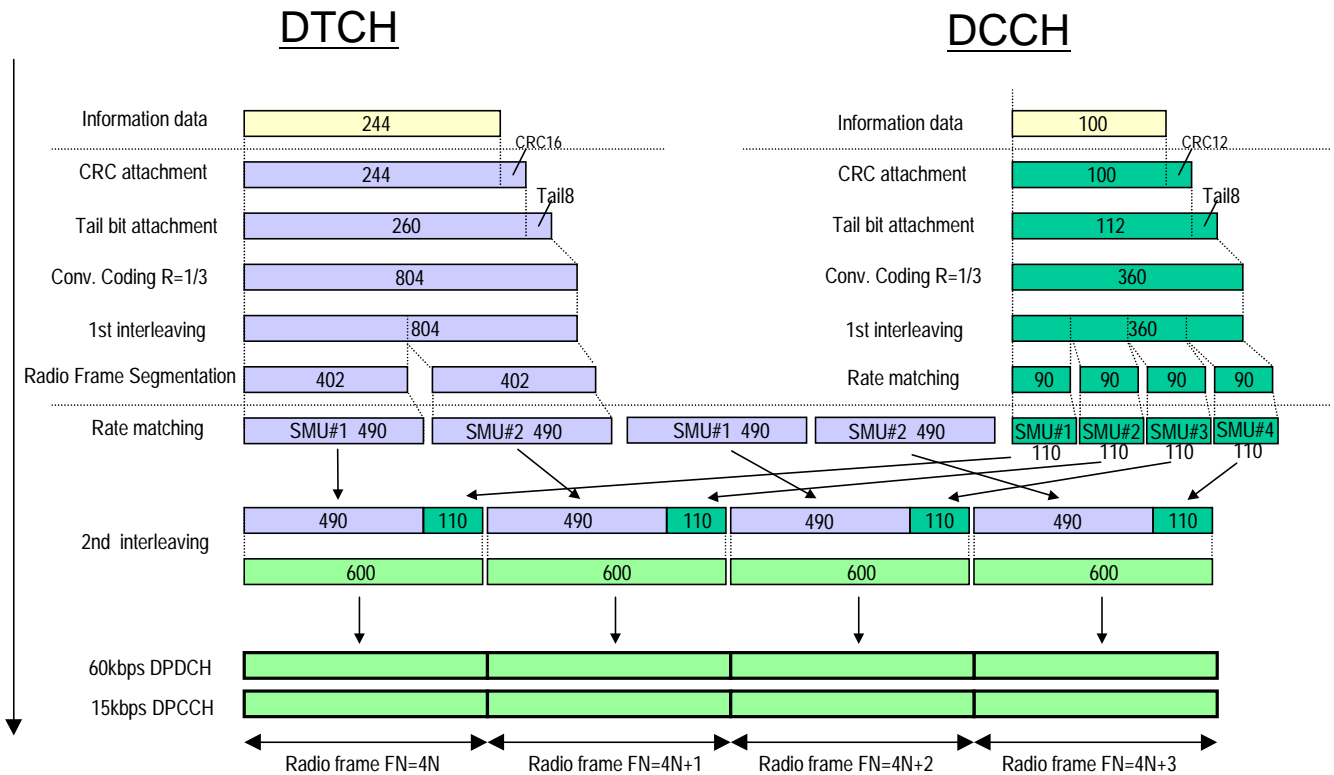 DTCH DCCH
Information data 244 Information data 100
CRC16 CRC12
CRC attachment 244 CRC attachment 100
Tail8 Tail8
Tail bit attachment 260 Tail bit attachment 112
Conv. Coding R=1/3 804 Conv. Coding R=1/3 360
1st interleaving 804 1st interleaving 360
Radio Frame Segmentation 402 402 Rate matching 90 90 90 90
Rate matching SMU#1 490 SMU#2 490 SMU#1 490 SMU#2 490 SMU#1 SMU#2 SMU#3 SMU#4
110 110 110 110
490 110 490 110 490 110 490 110
2nd interleaving
600 600 600 600
60kbps DPDCH
15kbps DPCCH
Radio frame FN=4N Radio frame FN=4N+1 Radio frame FN=4N+2 Radio frame FN=4N+3